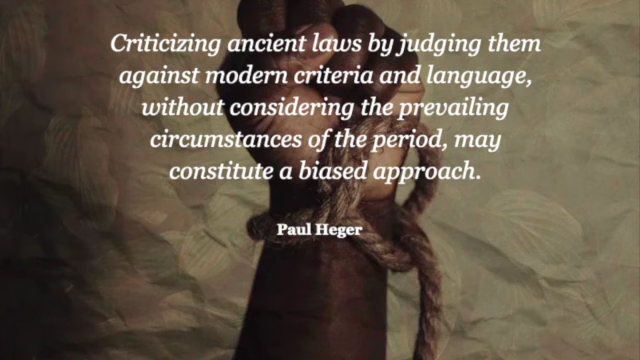 Criticizing ancient laws by judging them
against modern criteria and language,
without considering the prevailing
circumstances of the period, may
constitute a biased approach.
Paul Heger